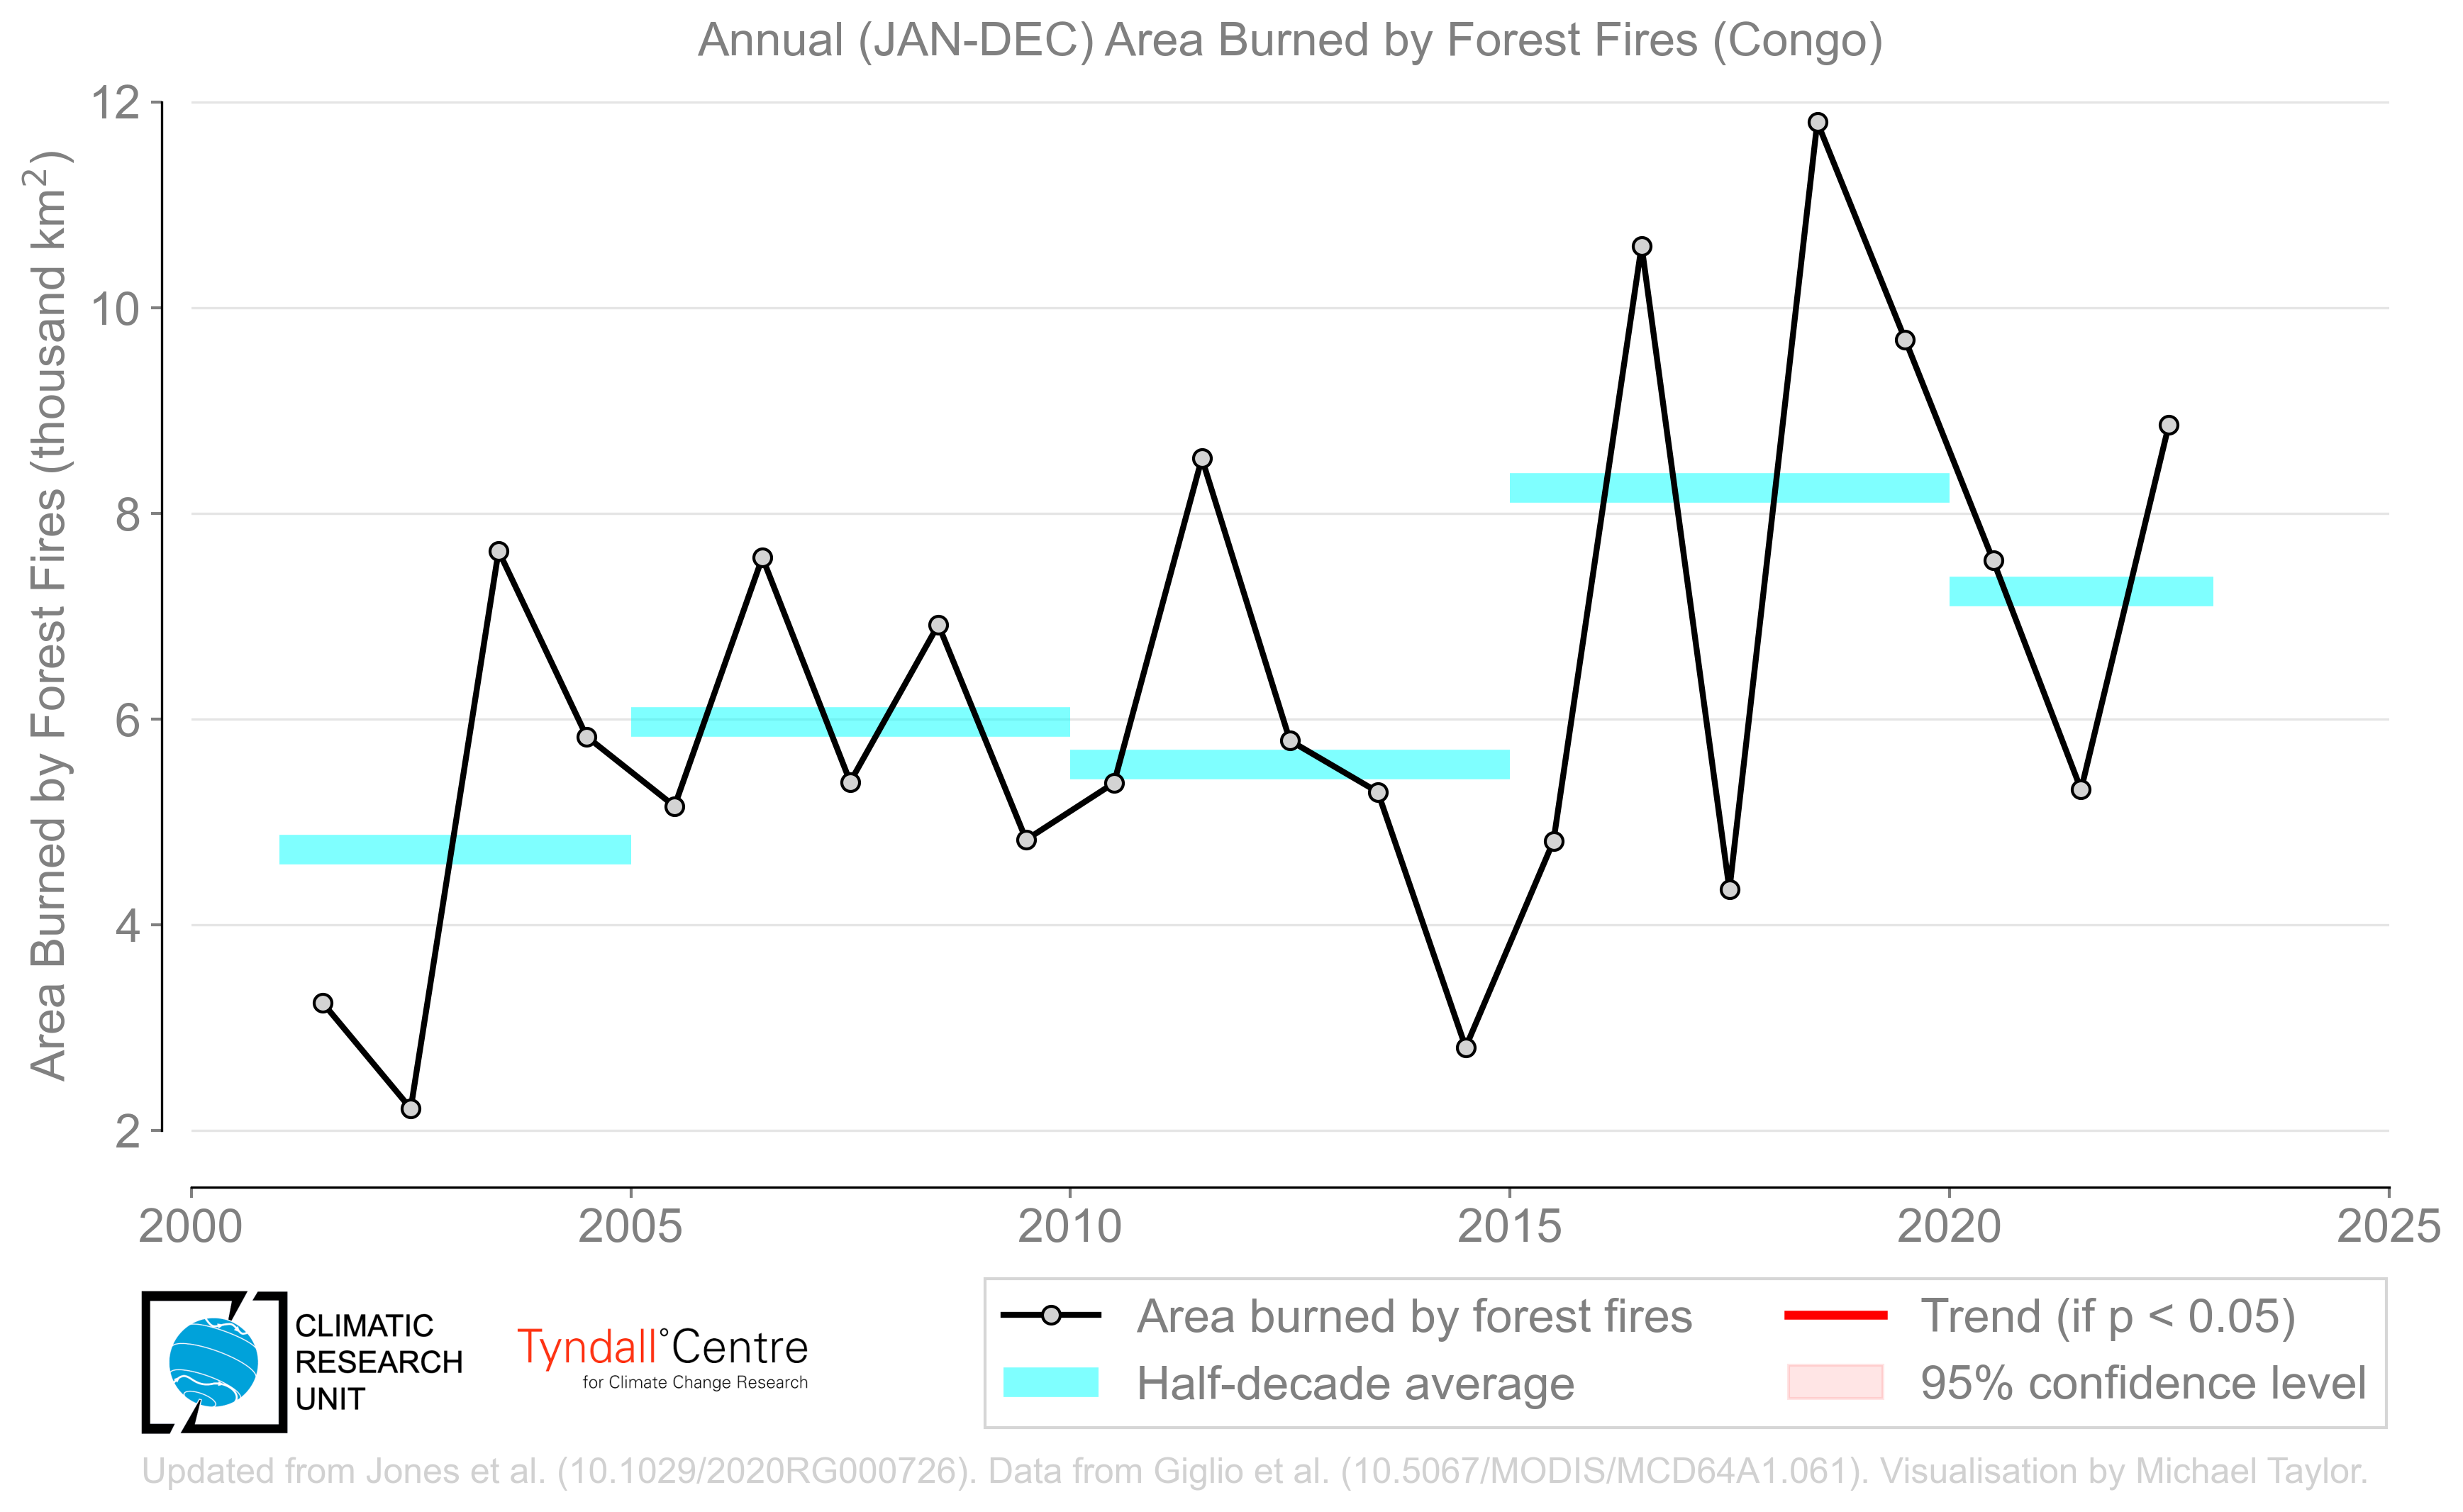 Annual (JAN-DEC) Area Burned by Forest Fires (Congo)
Area Burned by Forest Fires (thousand km²)
12
10
8
6
4
2
2000
2005
2010
2015
2020
2025
CLIMATIC
RESEARCH
UNIT
Tyndall°Centre
for Climate Change Research
Area burned by forest fires
Half-decade average
Trend (if p < 0.05)
95% confidence level
Updated from Jones et al. (10.1029/2020RG000726). Data from Giglio et al. (10.5067/MODIS/MCD64A1.061). Visualisation by Michael Taylor.